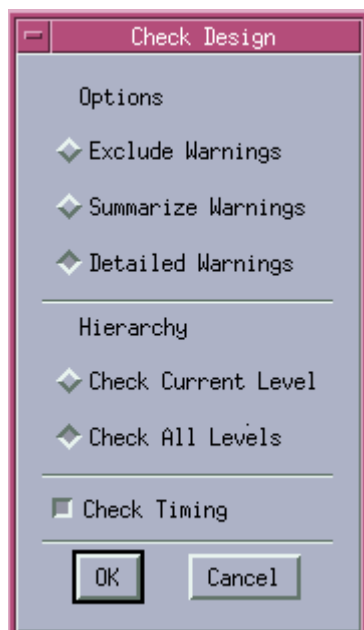 Check Design
Options
Exclude Warnings
Summarize Warnings
Detailed Warnings
Hierarchy
Check Current Level
Check All Levels
Check Timing
OK Cancel